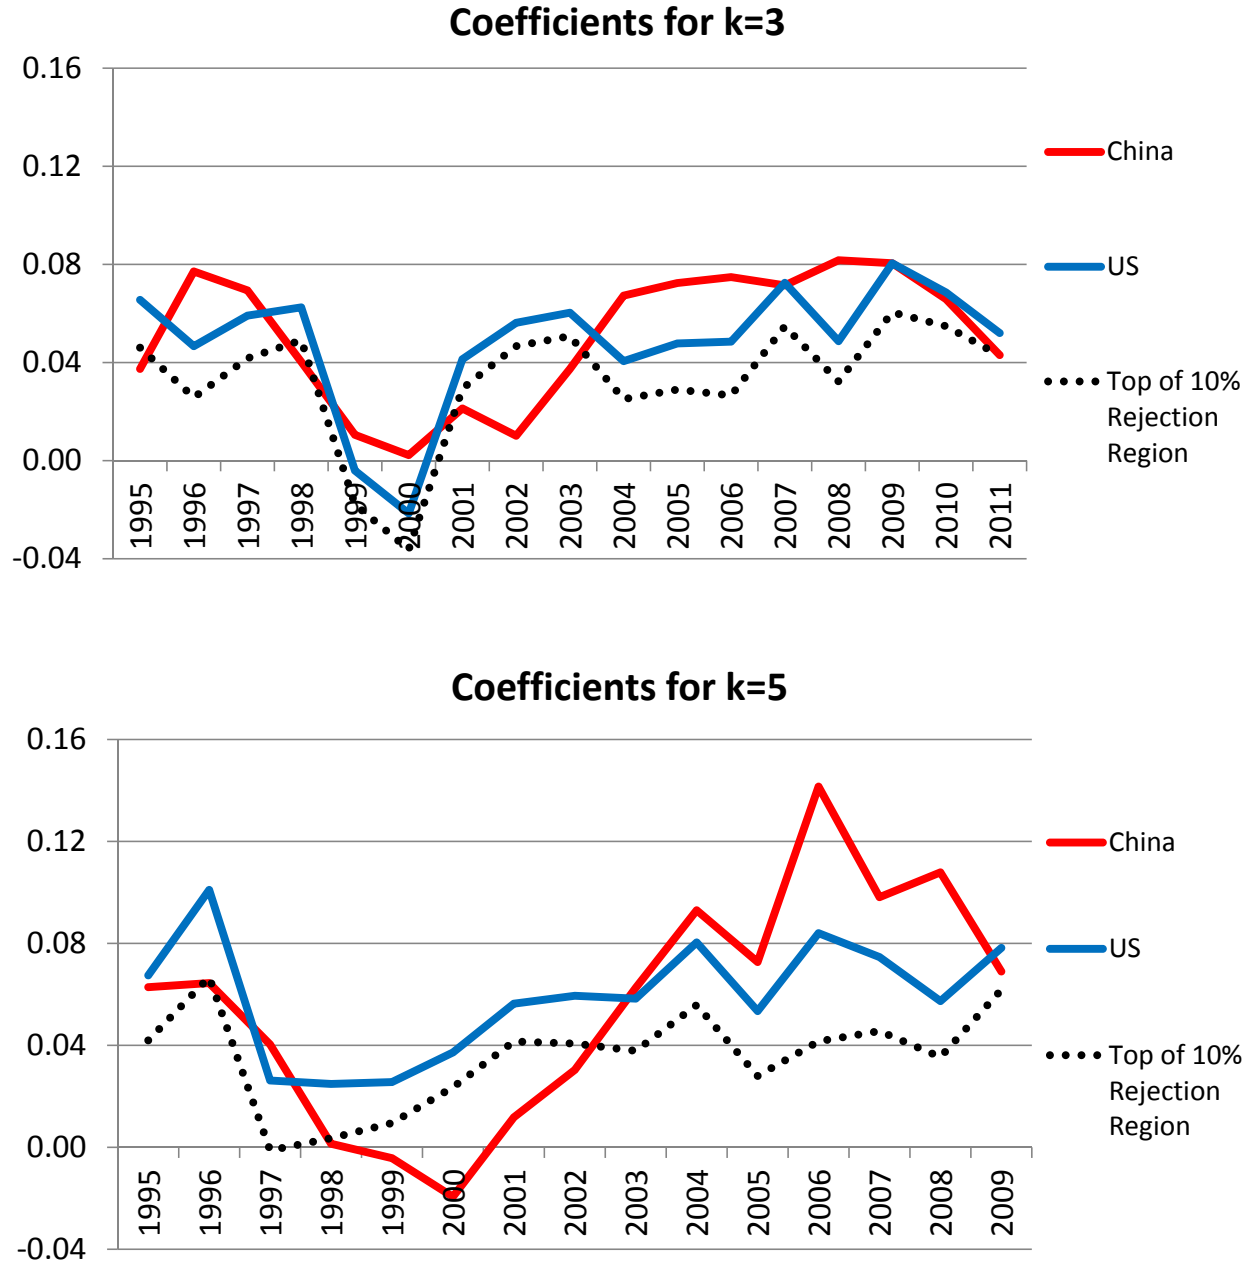 Coefficients for k=3
0.16
0.12
0.08
0.04
0.00
-0.04
1995 1996 1997 1998 1999 2000 2001 2002 2003 2004 2005 2006 2007 2008 2009 2010 2011
China
US
Top of 10%
Rejection
Region
Coefficients for k=5
0.16
0.12
0.08
0.04
0.00
-0.04
1995 1996 1997 1998 1999 2000 2001 2002 2003 2004 2005 2006 2007 2008 2009
China
US
Top of 10%
Rejection
Region